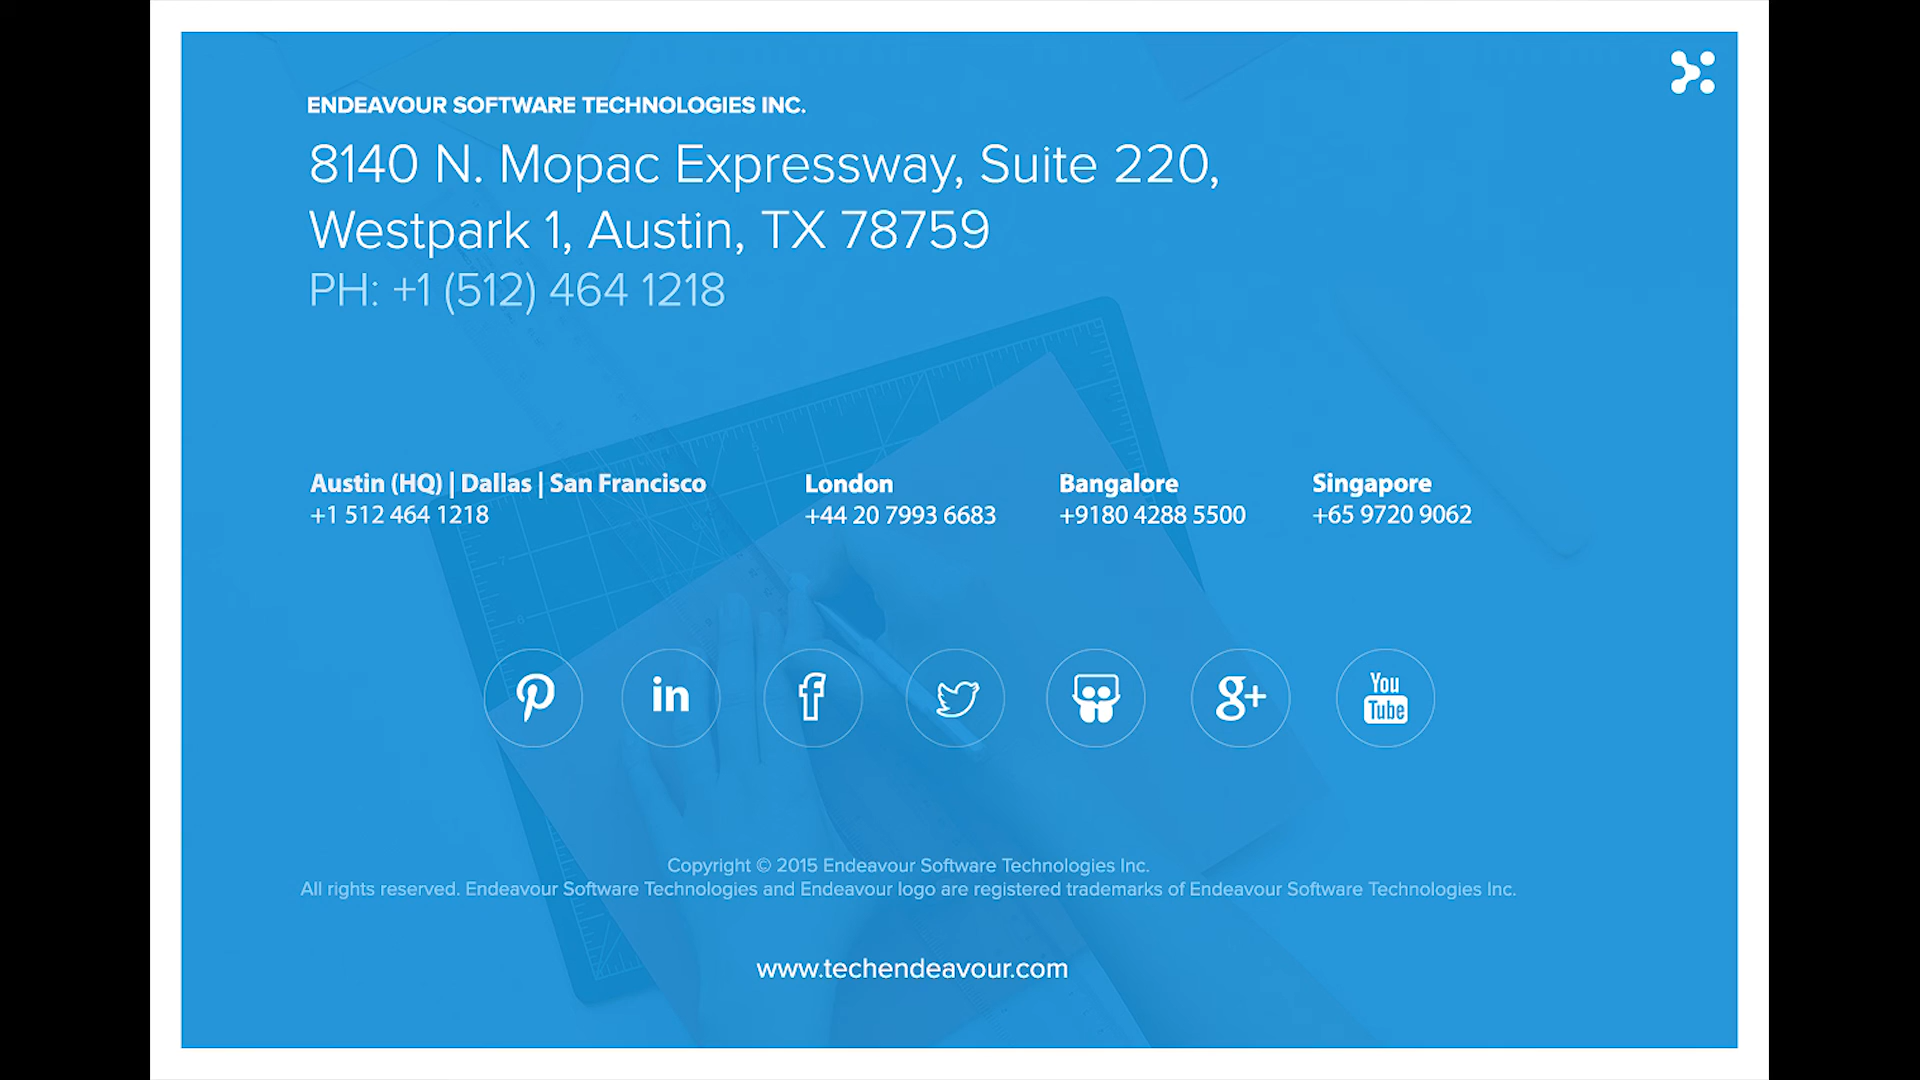 ENDEAVOUR SOFTWARE TECHNOLOGIES INC.
8140 N. Mopac Expressway, Suite 220,
Westpark 1, Austin, TX 78759
PH: +1 (512) 464 1218
Austin (HQ) | Dallas | San Francisco
+1 512 464 1218
London
+44 20 7993 6683
Bangalore
+9180 4288 5500
Singapore
+65 9720 9062
in
f
g+
You
Tube
Copyright © 2015 Endeavour Software Technologies Inc.
All rights reserved. Endeavour Software Technologies and Endeavour logo are registered trademarks of Endeavour Software Technologies Inc.
www.techendeavour.com